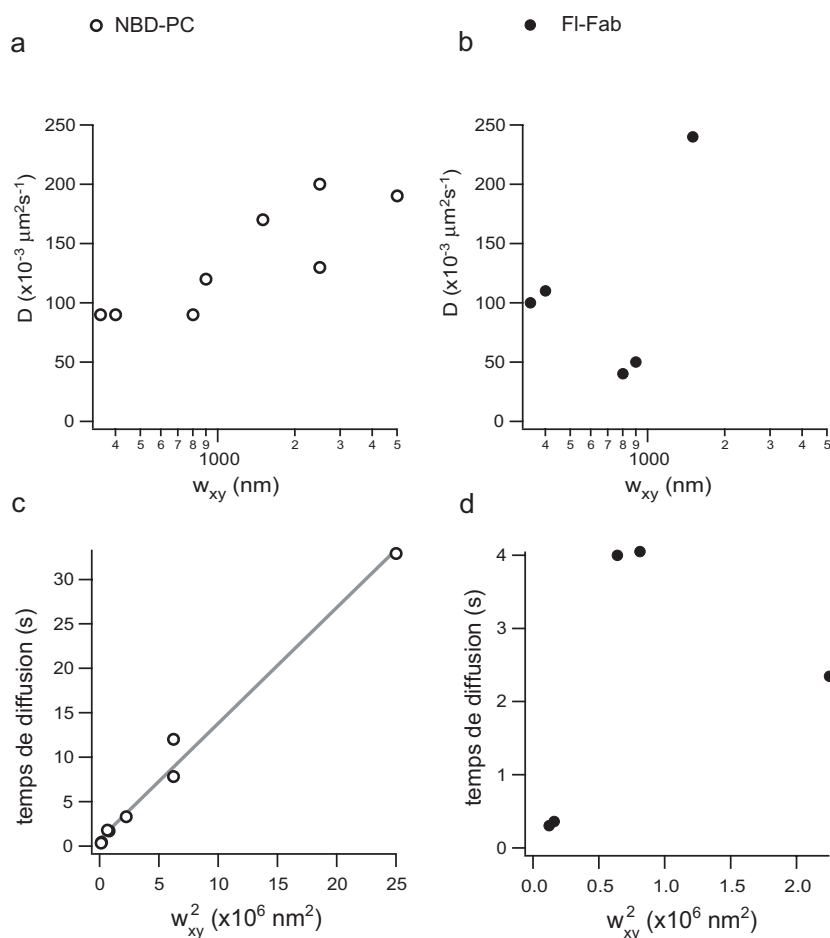 a
NBD-PC
b
Fl-Fab
250
200
150
100
50
0
D (x10⁻³ μm²s⁻¹)
4 5 6 7 8 9 2 3 4 5
1000
w_xy (nm)
250
200
150
100
50
0
D (x10⁻³ μm²s⁻¹)
4 5 6 7 8 9 2 3 4 5
1000
w_xy (nm)
c
30
25
20
15
10
5
0
temps de diffusion (s)
0 5 10 15 20 25
w²_xy (x10⁶ nm²)
d
4
3
2
1
0
temps de diffusion (s)
0.0 0.5 1.0 1.5 2.0
w²_xy (x10⁶ nm²)